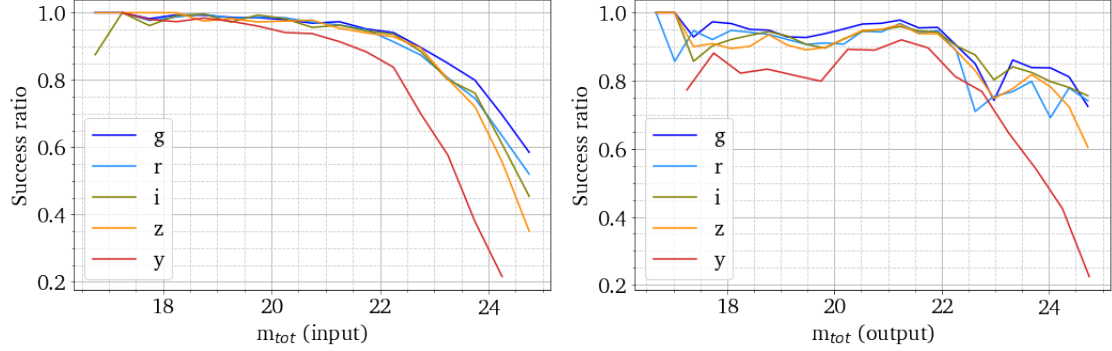 Success ratio
1.0
0.8
0.6
0.4
0.2
g
r
i
z
y
18
20
22
24
m_tot (input)
Success ratio
1.0
0.8
0.6
0.4
0.2
g
r
i
z
y
18
20
22
24
m_tot (output)